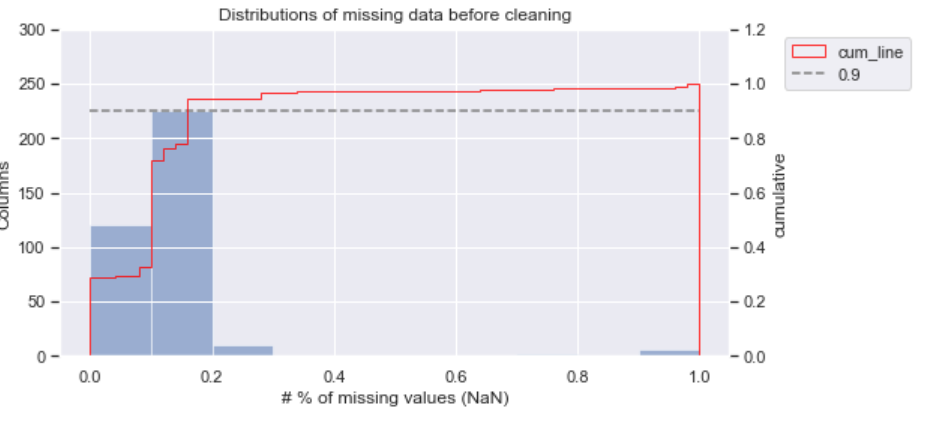 Distributions of missing data before cleaning
300
250
200
150
100
50
0
Columns
1.2
1.0
0.8
0.6
0.4
0.2
0.0
cumulative
0.0 0.2 0.4 0.6 0.8 1.0
# % of missing values (NaN)
cum_line
0.9